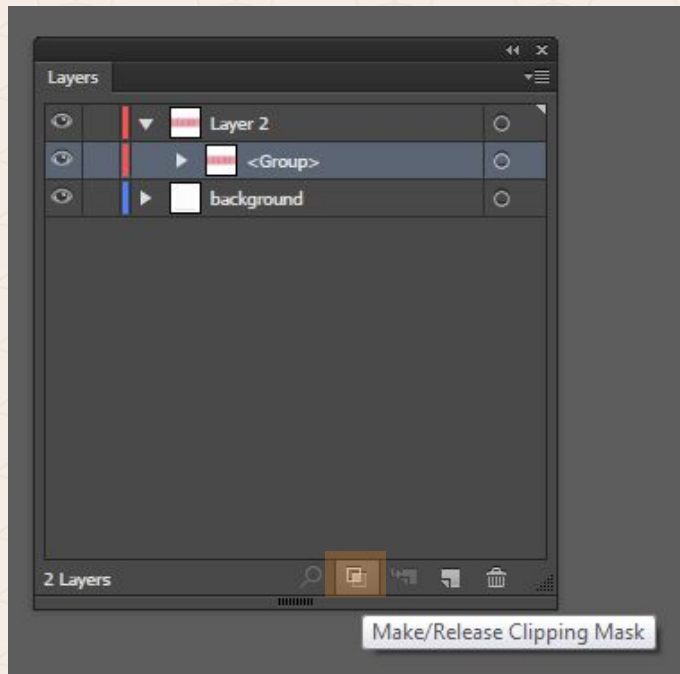 Layers
Layer 2
<Group>
background
2 Layers
Make/Release Clipping Mask